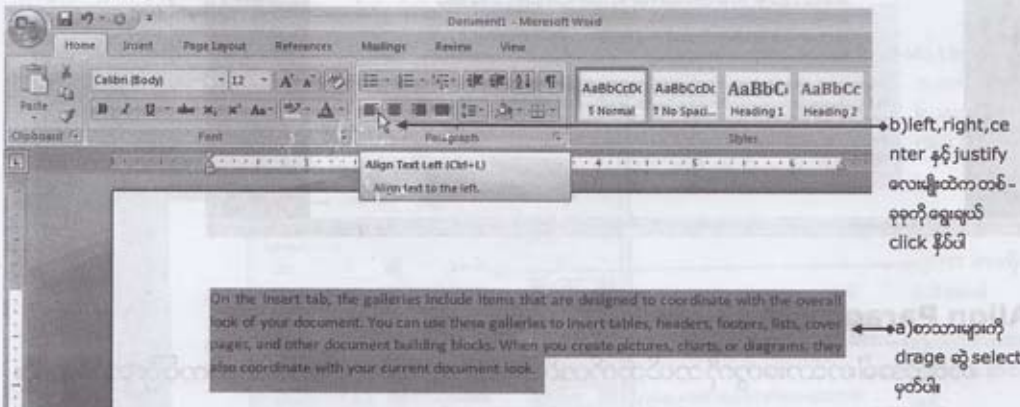 Document1 - Microsoft Word
Home Insert Page Layout References Mailings Review View
Paste
Calibri (Body) 12
AaBbCcDc AaBbCcDc AaBbC AaBbCc
¶ Normal ¶ No Spaci... Heading 1 Heading 2
Clipboard Font Paragraph Styles
Align Text Left (Ctrl+L)
Align text to the left.
b)left,right,ce
nter နှင့် justify
လေးမျိုးထဲက တစ်-
ခုခုကို ရွေးချယ်
click နှိပ်ပါ
On the Insert tab, the galleries include items that are designed to coordinate with the overall
look of your document. You can use these galleries to insert tables, headers, footers, lists, cover
pages, and other document building blocks. When you create pictures, charts, or diagrams, they
also coordinate with your current document look.
a)စာသားများကို
drage ဆွဲ select
မှတ်ပါ။